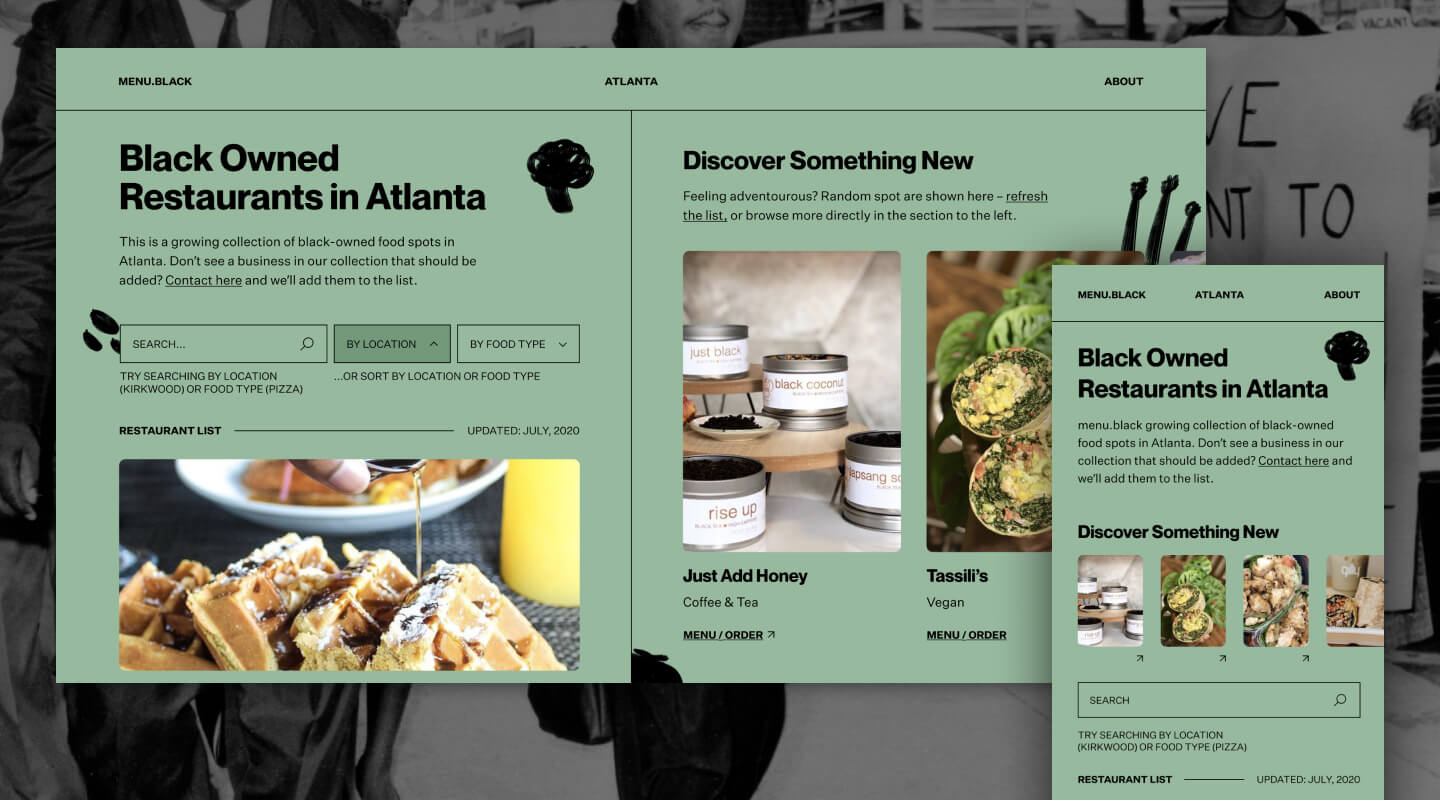 VACANT
VE
NT TO
MENU.BLACK
ATLANTA
ABOUT
Black Owned
Restaurants in Atlanta
This is a growing collection of black-owned food spots in
Atlanta. Don’t see a business in our collection that should be
added? Contact here and we’ll add them to the list.
SEARCH...
BY LOCATION
BY FOOD TYPE
TRY SEARCHING BY LOCATION
(KIRKWOOD) OR FOOD TYPE (PIZZA)
...OR SORT BY LOCATION OR FOOD TYPE
RESTAURANT LIST
UPDATED: JULY, 2020
Discover Something New
Feeling adventourous? Random spot are shown here – refresh
the list, or browse more directly in the section to the left.
just black
black coconut
lapsang so
rise up
Just Add Honey
Coffee & Tea
MENU / ORDER
Tassili’s
Vegan
MENU / ORDER
MENU.BLACK
ATLANTA
ABOUT
Black Owned
Restaurants in Atlanta
menu.black growing collection of black-owned
food spots in Atlanta. Don’t see a business in our
collection that should be added? Contact here and
we’ll add them to the list.
Discover Something New
SEARCH
TRY SEARCHING BY LOCATION
(KIRKWOOD) OR FOOD TYPE (PIZZA)
RESTAURANT LIST
UPDATED: JULY, 2020